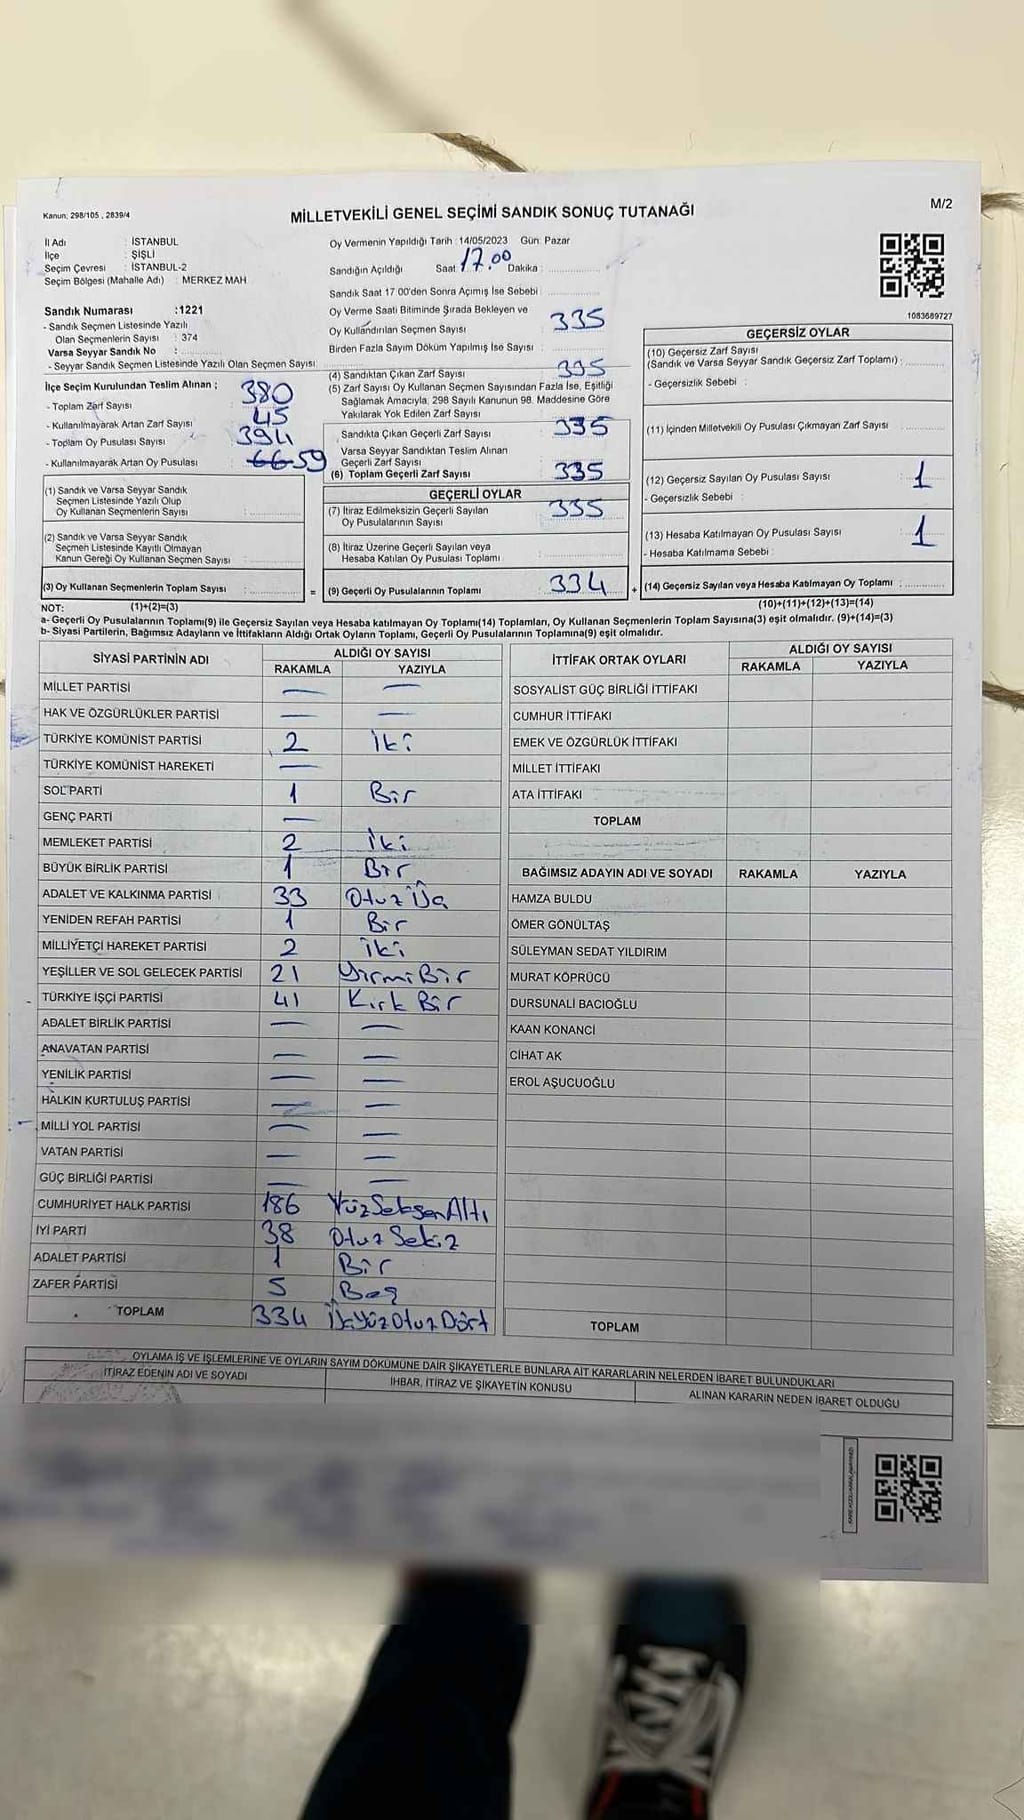 Kanun; 298/105 , 2839/4
MİLLETVEKİLİ GENEL SEÇİMİ SANDIK SONUÇ TUTANAĞI
M/2
İl Adı : İSTANBUL
İlçe : ŞİŞLİ
Seçim Çevresi : İSTANBUL-2
Seçim Bölgesi (Mahalle Adı) : MERKEZ MAH
Oy Vermenin Yapıldığı Tarih : 14/05/2023 Gün: Pazar
Sandığın Açıldığı Saat: 17.00 Dakika :
Sandık Saat 17 00'den Sonra Açımış İse Sebebi :
Oy Verme Saati Bitiminde Şırada Bekleyen ve
Oy Kullandırılan Seçmen Sayısı : 335
Birden Fazla Sayım Döküm Yapılmış İse Sayısı :
1083689727
Sandık Numarası :1221
- Sandık Seçmen Listesinde Yazılı
Olan Seçmenlerin Sayısı : 374
Varsa Seyyar Sandık No :
- Seyyar Sandık Listesinde Yazılı Olan Seçmen Sayısı :
İlçe Seçim Kurulundan Teslim Alınan ;
- Toplam Zarf Sayısı : 380
- Kullanılmayarak Artan Zarf Sayısı : 45
- Toplam Oy Pusulası Sayısı : 394
- Kullanılmayarak Artan Oy Pusulası : 66 59
(4) Sandıktan Çıkan Zarf Sayısı 335
(5) Zarf Sayısı Oy Kullanan Seçmen Sayısından Fazla İse, Eşitliği
Sağlamak Amacıyla, 298 Sayılı Kanunun 98. Maddesine Göre
Yakılarak Yok Edilen Zarf Sayısı
Sandıkta Çıkan Geçerli Zarf Sayısı 335
Varsa Seyyar Sandıktan Teslim Alınan
Geçerli Zarf Sayısı
(6) Toplam Geçerli Zarf Sayısı 335
GEÇERSİZ OYLAR
(10) Geçersiz Zarf Sayısı
(Sandık ve Varsa Seyyar Sandık Geçersiz Zarf Toplamı) :
- Geçersizlik Sebebi :
(11) İçinden Milletvekili Oy Pusulası Çıkmayan Zarf Sayısı
(12) Geçersiz Sayılan Oy Pusulası Sayısı 1
- Geçersizlik Sebebi :
(13) Hesaba Katılmayan Oy Pusulası Sayısı 1
- Hesaba Katılmama Sebebi :
(14) Geçersiz Sayılan veya Hesaba Katılmayan Oy Toplamı :
(10)+(11)+(12)+(13)=(14)
(1) Sandık ve Varsa Seyyar Sandık
Seçmen Listesinde Yazılı Olup
Oy Kullanan Seçmenlerin Sayısı :
(2) Sandık ve Varsa Seyyar Sandık
Seçmen Listesinde Kayıtlı Olmayan
Kanun Gereği Oy Kullanan Seçmen Sayısı :
(3) Oy Kullanan Seçmenlerin Toplam Sayısı :
(1)+(2)=(3)
GEÇERLİ OYLAR
(7) İtiraz Edilmeksizin Geçerli Sayılan
Oy Pusulalarının Sayısı 335
(8) İtiraz Üzerine Geçerli Sayılan veya
Hesaba Katılan Oy Pusulası Toplamı
= (9) Geçerli Oy Pusulalarının Toplamı 334 +
NOT:
a- Geçerli Oy Pusulalarının Toplamı(9) ile Geçersiz Sayılan veya Hesaba katılmayan Oy Toplamı(14) Toplamları, Oy Kullanan Seçmenlerin Toplam Sayısına(3) eşit olmalıdır. (9)+(14)=(3)
b- Siyasi Partilerin, Bağımsız Adayların ve İttifakların Aldığı Ortak Oyların Toplamı, Geçerli Oy Pusulalarının Toplamına(9) eşit olmalıdır.
SİYASİ PARTİNİN ADI ALDIĞI OY SAYISI
RAKAMLA YAZIYLA
MİLLET PARTİSİ — —
HAK VE ÖZGÜRLÜKLER PARTİSİ — —
TÜRKİYE KOMÜNİST PARTİSİ 2 İki
TÜRKİYE KOMÜNİST HAREKETİ —
SOL PARTİ 1 Bir
GENÇ PARTİ —
MEMLEKET PARTİSİ 2 İki
BÜYÜK BİRLİK PARTİSİ 1 Bir
ADALET VE KALKINMA PARTİSİ 33 Otuz Üç
YENİDEN REFAH PARTİSİ 1 Bir
MİLLİYETÇİ HAREKET PARTİSİ 2 İki
YEŞİLLER VE SOL GELECEK PARTİSİ 21 Yirmi Bir
TÜRKİYE İŞÇİ PARTİSİ 41 Kırk Bir
ADALET BİRLİK PARTİSİ — —
ANAVATAN PARTİSİ — —
YENİLİK PARTİSİ — —
HALKIN KURTULUŞ PARTİSİ — —
MİLLİ YOL PARTİSİ — —
VATAN PARTİSİ — —
GÜÇ BİRLİĞİ PARTİSİ — —
CUMHURİYET HALK PARTİSİ 186 YüzSeksenAltı
İYİ PARTİ 38 Otuz Sekiz
ADALET PARTİSİ 1 Bir
ZAFER PARTİSİ 5 Beş
TOPLAM 334 ÜçyüzOtuzDört
İTTİFAK ORTAK OYLARI ALDIĞI OY SAYISI
RAKAMLA YAZIYLA
SOSYALİST GÜÇ BİRLİĞİ İTTİFAKI
CUMHUR İTTİFAKI
EMEK VE ÖZGÜRLÜK İTTİFAKI
MİLLET İTTİFAKI
ATA İTTİFAKI
TOPLAM
BAĞIMSIZ ADAYIN ADI VE SOYADI RAKAMLA YAZIYLA
HAMZA BULDU
ÖMER GÖNÜLTAŞ
SÜLEYMAN SEDAT YILDIRIM
MURAT KÖPRÜCÜ
DURSUNALİ BACIOĞLU
KAAN KONANCİ
CİHAT AK
EROL AŞUCUOĞLU
TOPLAM
OYLAMA İŞ VE İŞLEMLERİNE VE OYLARIN SAYIM DÖKÜMÜNE DAİR ŞİKAYETLERLE BUNLARA AİT KARARLARIN NELERDEN İBARET BULUNDUKLARI
İTİRAZ EDENİN ADI VE SOYADI İHBAR, İTİRAZ VE ŞİKAYETİN KONUSU ALINAN KARARIN NEDEN İBARET OLDUĞU